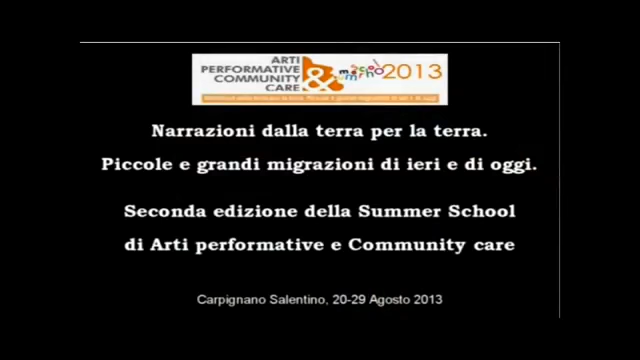 ARTI
PERFORMATIVE
COMMUNITY
CARE
&
2013
Narrazioni dalla terra per la terra.
Piccole e grandi migrazioni di ieri e di oggi.
Seconda edizione della Summer School
di Arti performative e Community care
Carpignano Salentino, 20-29 Agosto 2013